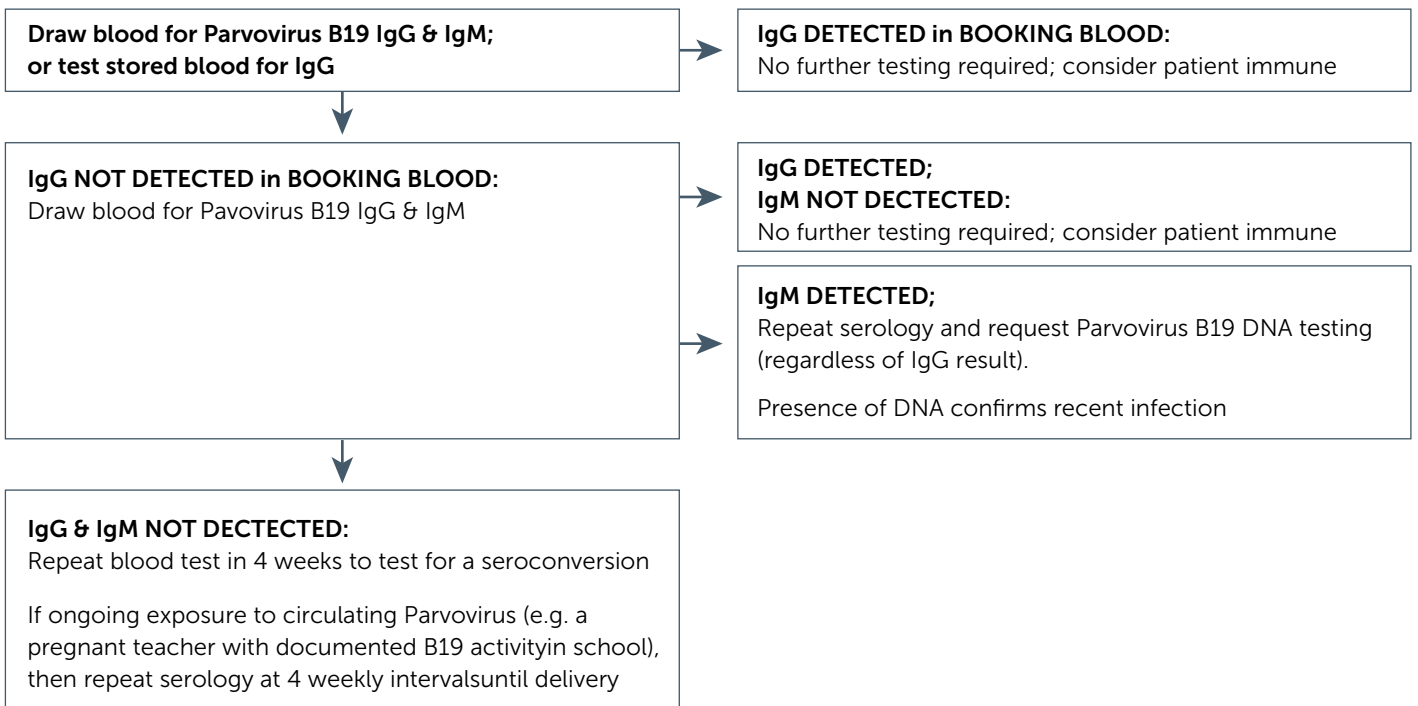 Draw blood for Parvovirus B19 IgG & IgM;
or test stored blood for IgG
IgG DETECTED in BOOKING BLOOD:
No further testing required; consider patient immune
IgG NOT DETECTED in BOOKING BLOOD:
Draw blood for Pavovirus B19 IgG & IgM
IgG DETECTED;
IgM NOT DECTECTED:
No further testing required; consider patient immune
IgM DETECTED;
Repeat serology and request Parvovirus B19 DNA testing
(regardless of IgG result).
Presence of DNA confirms recent infection
IgG & IgM NOT DECTECTED:
Repeat blood test in 4 weeks to test for a seroconversion
If ongoing exposure to circulating Parvovirus (e.g. a
pregnant teacher with documented B19 activityin school),
then repeat serology at 4 weekly intervalsuntil delivery